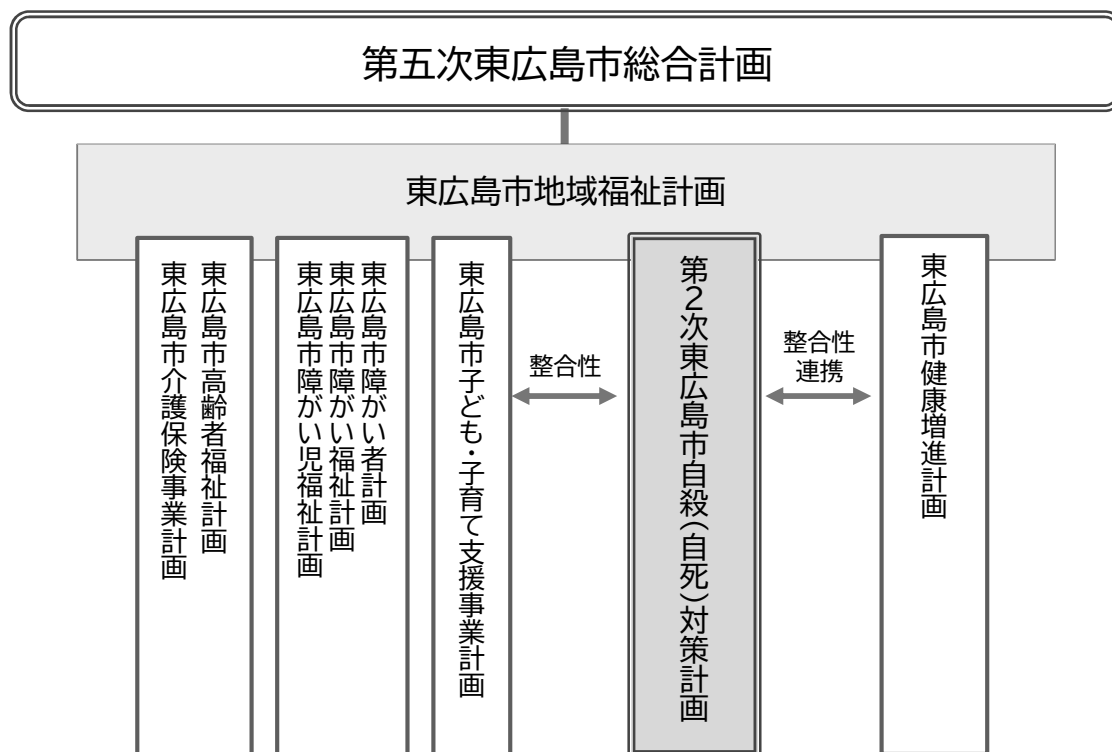 第五次東広島市総合計画
東広島市地域福祉計画
東広島市高齢者福祉計画
東広島市介護保険事業計画
東広島市障がい者計画
東広島市障がい福祉計画
東広島市障がい児福祉計画
東広島市子ども・子育て支援事業計画
整合性
第2次東広島市自殺(自死)対策計画
整合性
連携
東広島市健康増進計画